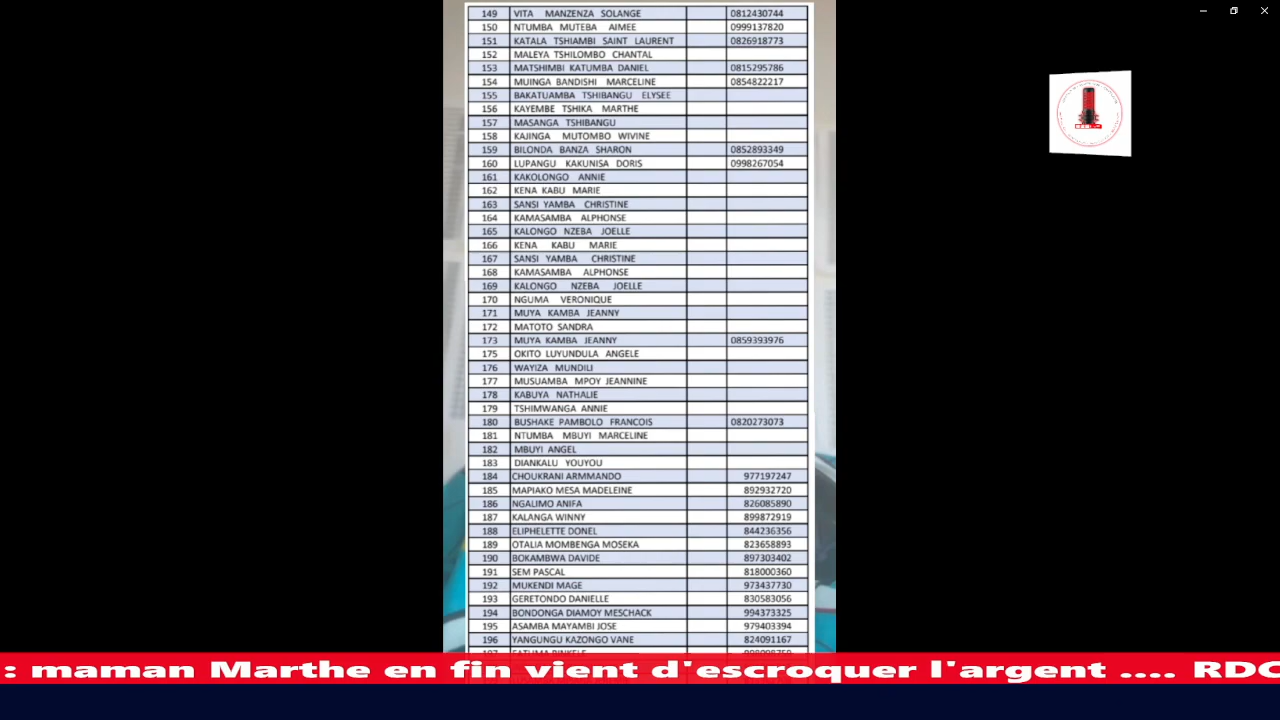 149 VITA MANZENZA SOLANGE 0812430744
150 NTUMBA MUTEBA AIMEE 0999137820
151 KATALA TSHIAMBI SAINT LAURENT 0826918773
152 MALEYA TSHILOMBO CHANTAL
153 MATSHIMBI KATUMBA DANIEL 0815295786
154 MUINGA BANDISHI MARCELINE 0854822217
155 BAKATUAMBA TSHIBANGU ELYSEE
156 KAYEMBE TSHIKA MARTHE
157 MASANGA TSHIBANGU
158 KAJINGA MUTOMBO WIVINE
159 BILONDA BANZA SHARON 0852893349
160 LUPANGU KAKUNISA DORIS 0998267054
161 KAKOLONGO ANNIE
162 KENA KABU MARIE
163 SANSI YAMBA CHRISTINE
164 KAMASAMBA ALPHONSE
165 KALONGO NZEBA JOELLE
166 KENA KABU MARIE
167 SANSI YAMBA CHRISTINE
168 KAMASAMBA ALPHONSE
169 KALONGO NZEBA JOELLE
170 NGUMA VERONIQUE
171 MUYA KAMBA JEANNY
172 MATOTO SANDRA
173 MUYA KAMBA JEANNY 0859393976
175 OKITO LUYUNDULA ANGELE
176 WAYIZA MUNDILI
177 MUSUAMBA MPOY JEANNINE
178 KABUYA NATHALIE
179 TSHIMWANGA ANNIE
180 BUSHAKE PAMBOLO FRANCOIS 0820273073
181 NTUMBA MBUYI MARCELINE
182 MBUYI ANGEL
183 DIANKALU YOUYOU
184 CHOUKRANI ARMMANDO 977197247
185 MAPIAKO MESA MADELEINE 892932720
186 NGALIMO ANIFA 826085890
187 KALANGA WINNY 899872919
188 ELIPHELETTE DONEL 844236356
189 OTALIA MOMBENGA MOSEKA 823658893
190 BOKAMBWA DAVIDE 897303402
191 SEM PASCAL 818000360
192 MUKENDI MAGE 973437730
193 GERETONDO DANIELLE 830583056
194 BONDONGA DIAMOY MESCHACK 994373325
195 ASAMBA MAYAMBI JOSE 979403394
196 YANGUNGU KAZONGO VANE 824091167
: maman Marthe en fin vient d'escroquer l'argent .... RDC